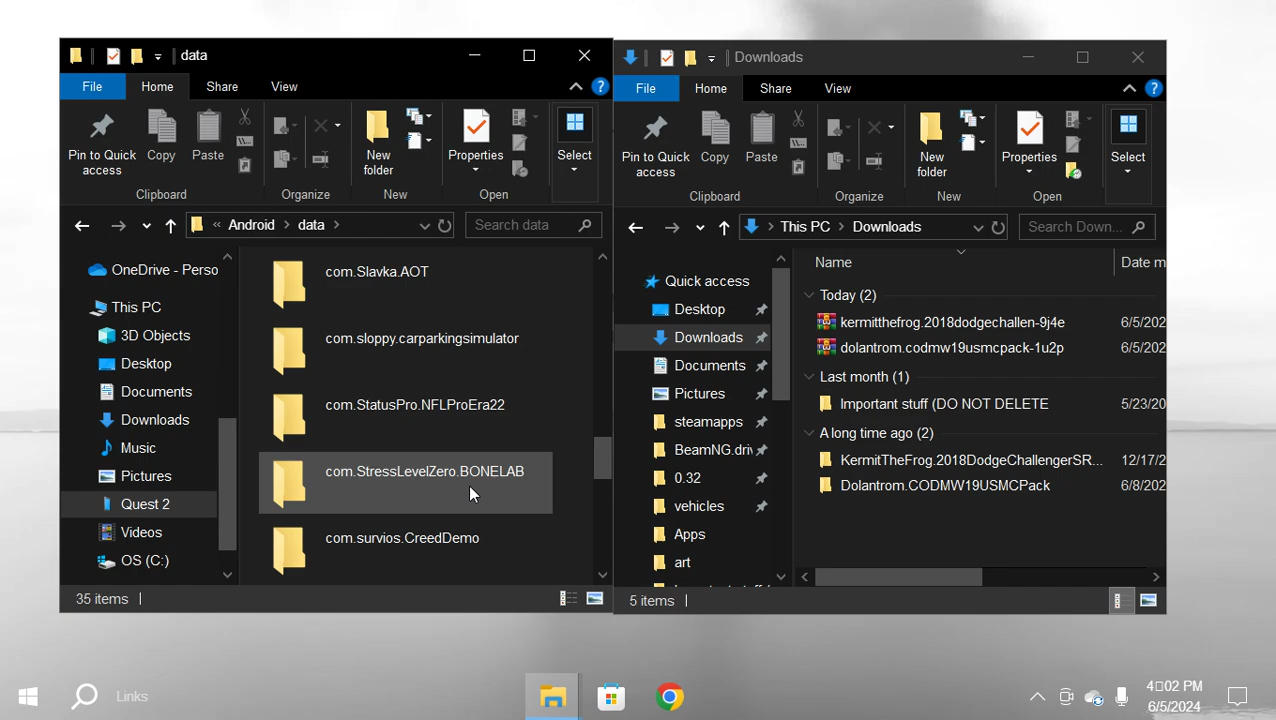 data
File
Home
Share
View
Pin to Quick
access
Copy
Paste
New
folder
Properties
Select
Clipboard
Organize
New
Open
« Android › data ›
Search data
OneDrive - Perso
This PC
3D Objects
Desktop
Documents
Downloads
Music
Pictures
Quest 2
Videos
OS (C:)
com.Slavka.AOT
com.sloppy.carparkingsimulator
com.StatusPro.NFLProEra22
com.StressLevelZero.BONELAB
com.survios.CreedDemo
35 items
Downloads
File
Home
Share
View
Pin to Quick
access
Copy
Paste
New
folder
Properties
Select
Clipboard
Organize
New
Open
› This PC › Downloads
Search Down...
Quick access
Desktop
Downloads
Documents
Pictures
steamapps
BeamNG.driv
0.32
vehicles
Apps
art
Name
Date m
Today (2)
kermitthefrog.2018dodgechallen-9j4e
6/5/202
dolantrom.codmw19usmcpack-1u2p
6/5/202
Last month (1)
Important stuff (DO NOT DELETE
5/23/20
A long time ago (2)
KermitTheFrog.2018DodgeChallengerSR...
12/17/2
Dolantrom.CODMW19USMCPack
6/8/202
5 items
Links
4▯02 PM
6/5/2024